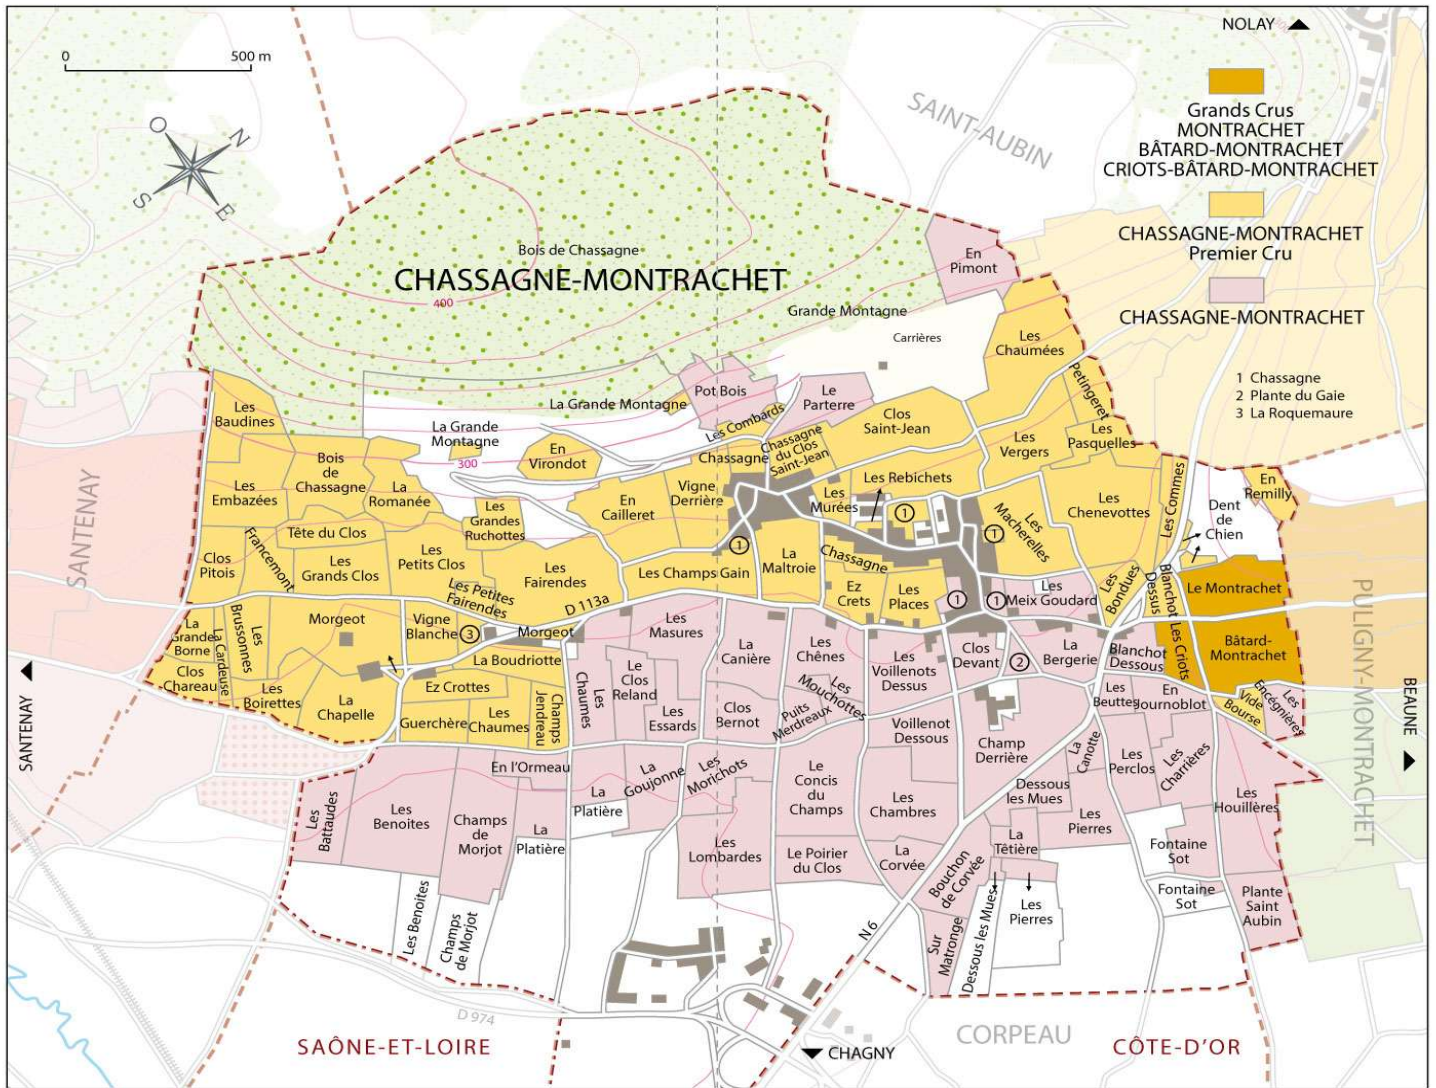 NOLAY
0
500 m
O
N
S
E
SAINT-AUBIN
Grands Crus
MONTRACHET
BÂTARD-MONTRACHET
CRIOTS-BÂTARD-MONTRACHET
CHASSAGNE-MONTRACHET
Premier Cru
CHASSAGNE-MONTRACHET
1 Chassagne
2 Plante du Gaie
3 La Roquemaure
Bois de Chassagne
CHASSAGNE-MONTRACHET
400
En
Pimont
Grande Montagne
Carrières
Les
Chaumées
Petingeret
Pot Bois
Le
Parterre
La Grande Montagne
Les Combards
Clos
Saint-Jean
Les
Baudines
La Grande
Montagne
300
En
Virondot
Chassagne
Chassagne
du Clos
Saint-Jean
Les
Vergers
Les
Pasquelles
Bois
de
Chassagne
Les
Embazées
La
Romanée
En
Cailleret
Vigne
Derrière
Les
Murées
Les Rebichets
1
Les
Macherelles
1
Les
Chenevottes
Les Commes
En
Remilly
Dent
de
Chien
SANTENAY
Clos
Pitois
Francemont
Tête du Clos
Les
Grands Clos
Les
Petits Clos
Les
Grandes
Ruchottes
Les Petites
Fairendes
Les
Fairendes
Les Champs Gain
1
La
Maltroie
Chassagne
Ez
Crets
Les
Places
1
1
Les
Meix Goudard
Les
Bondues
Blanchot
Dessus
Le Montrachet
Bâtard-
Montrachet
Les Criots
PULIGNY-MONTRACHET
D 113a
La
Grande
Borne
La Cardeuse
Les
Brussonnes
Clos
Chareau
Les
Boirettes
Morgeot
Vigne
Blanche
3
Morgeot
La Boudriotte
La
Chapelle
Ez Crottes
Guerchère
Les
Chaumes
Champs
Jendreau
Les
Chaumes
Les
Masures
Le
Clos
Reland
Les
Essards
La
Canière
Clos
Bernot
Les
Chênes
Les
Mouchottes
Puits
Merdreaux
Les
Voillenots
Dessus
Voillenot
Dessous
Clos
Devant
2
La
Bergerie
Blanchot
Dessous
Les
Beuttes
En
Journoblot
Vide
Bourse
Les
Encégnières
SANTENAY
BEAUNE
Champ
Derrière
La
Canotte
Les
Perclos
Les
Charrières
Les
Houillères
Les
Battaudes
Les
Benoites
En l'Ormeau
Champs
de
Morjot
La
Platière
La
Platière
La
Goujonne
Les
Morichots
Les
Lombardes
Le
Concis
du
Champs
Le Poirier
du Clos
Les
Chambres
La
Corvée
Dessous
les Mues
Les
Pierres
La
Têtière
Bouchon
de Corvée
Fontaine
Sot
Fontaine
Sot
Plante
Saint
Aubin
Les Benoites
Champs
de Morjot
Sur
Matronge
Dessous les Mues
Les
Pierres
N 6
D 974
SAÔNE-ET-LOIRE
CHAGNY
CORPEAU
CÔTE-D'OR